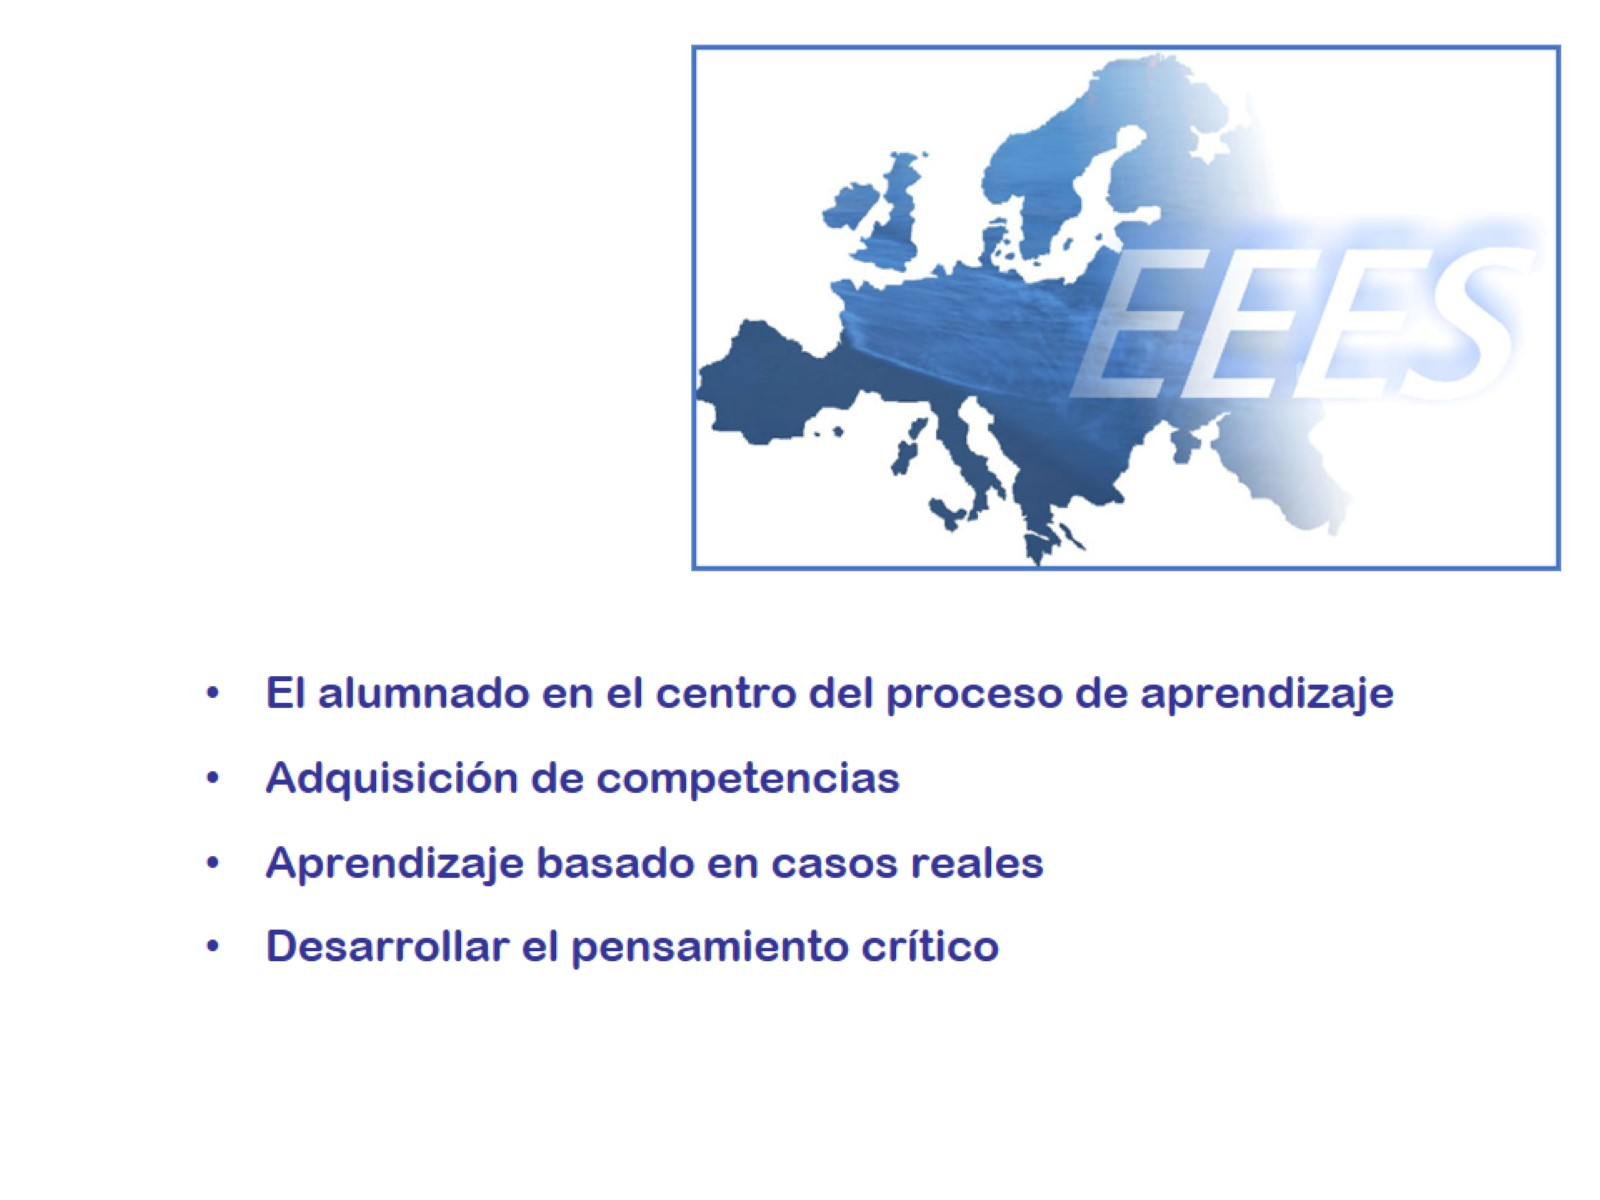 EEES
• El alumnado en el centro del proceso de aprendizaje
• Adquisición de competencias
• Aprendizaje basado en casos reales
• Desarrollar el pensamiento crítico